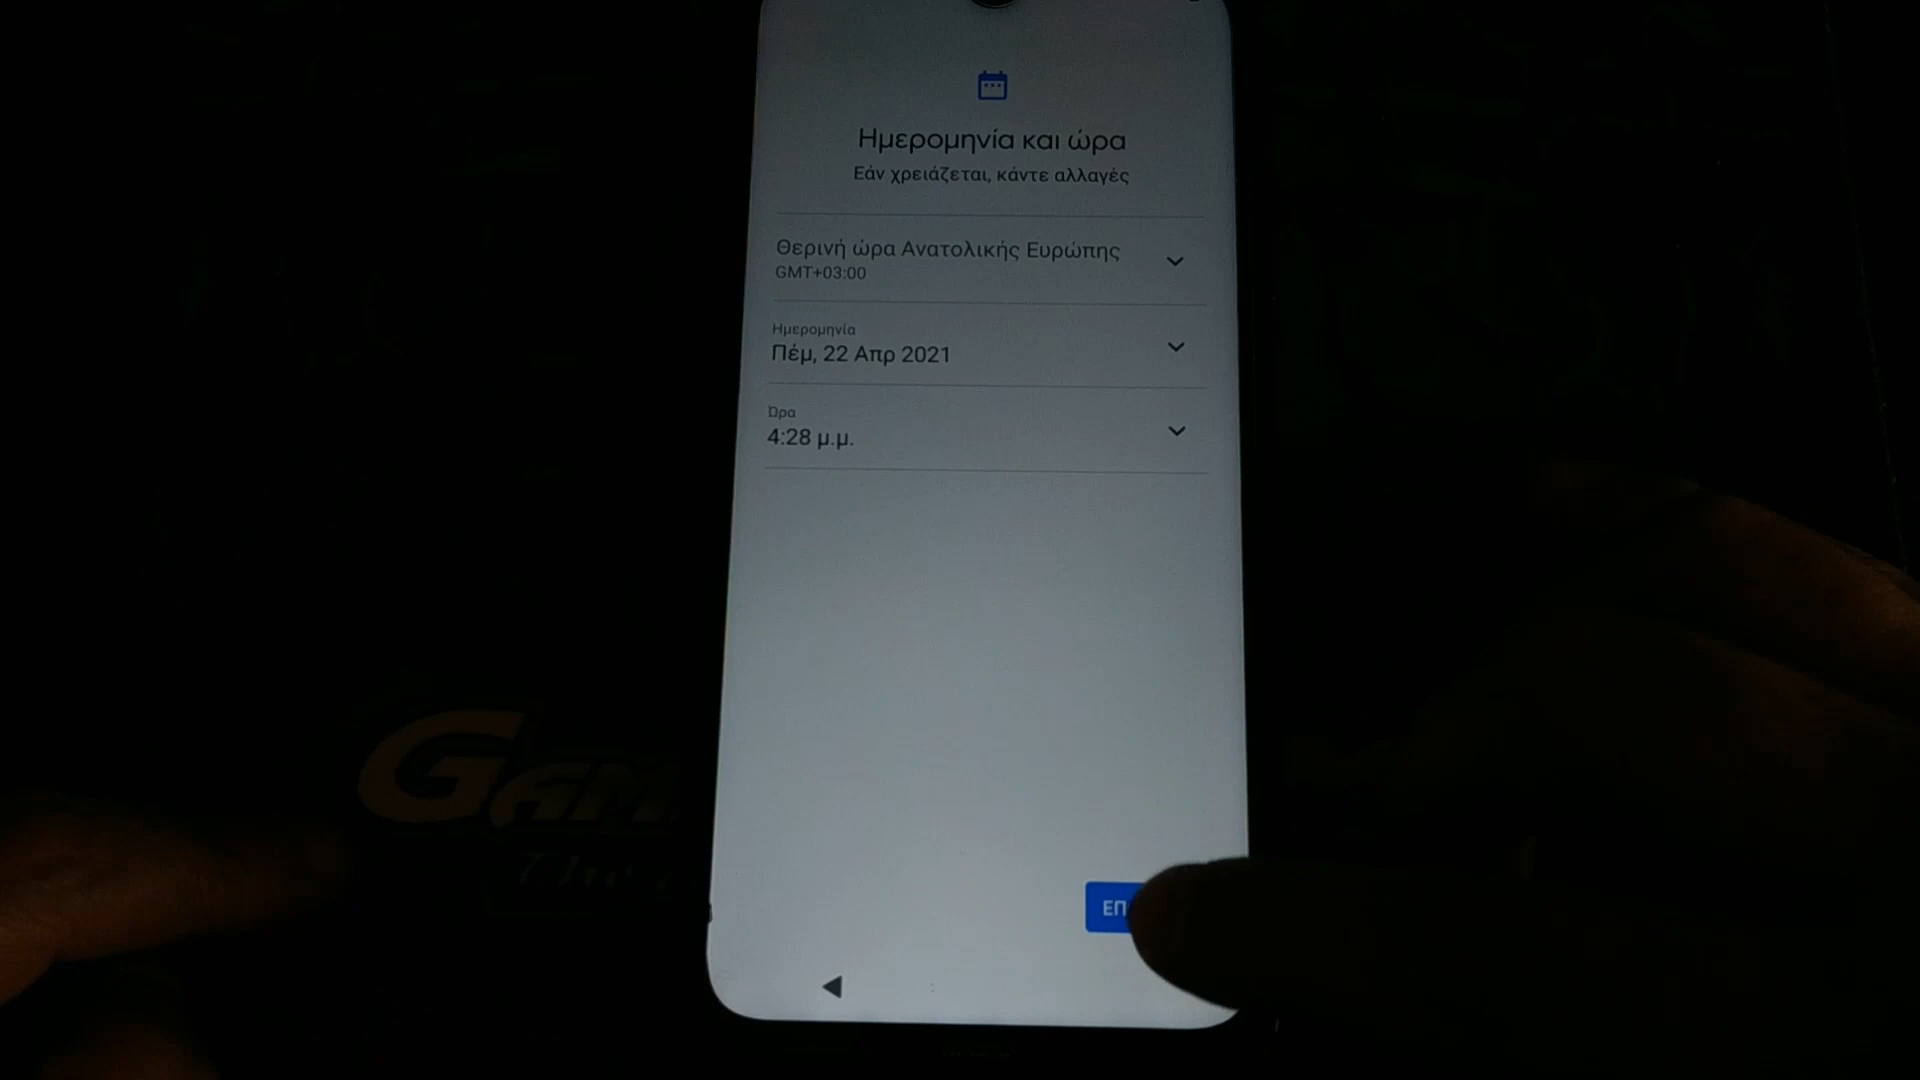 Ημερομηνία και ώρα
Εάν χρειάζεται, κάντε αλλαγές
Θερινή ώρα Ανατολικής Ευρώπης
GMT+03:00
Ημερομηνία
Πέμ, 22 Απρ 2021
Ώρα
4:28 μ.μ.